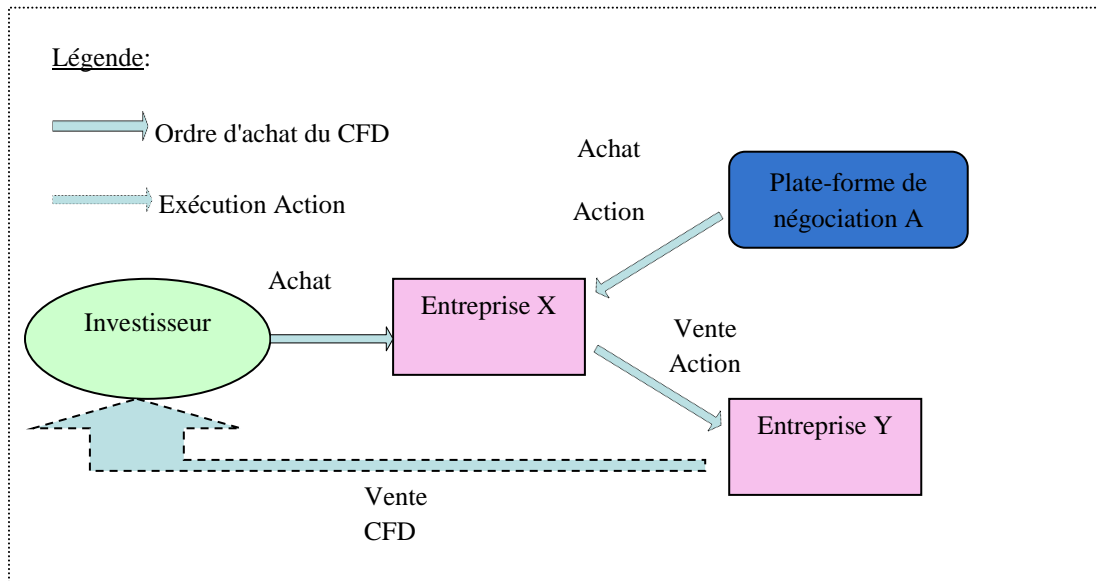 Légende:
Ordre d'achat du CFD
Achat
Plate-forme de
négociation A
Exécution Action
Action
Achat
Entreprise X
Investisseur
Vente
Action
Entreprise Y
Vente
CFD